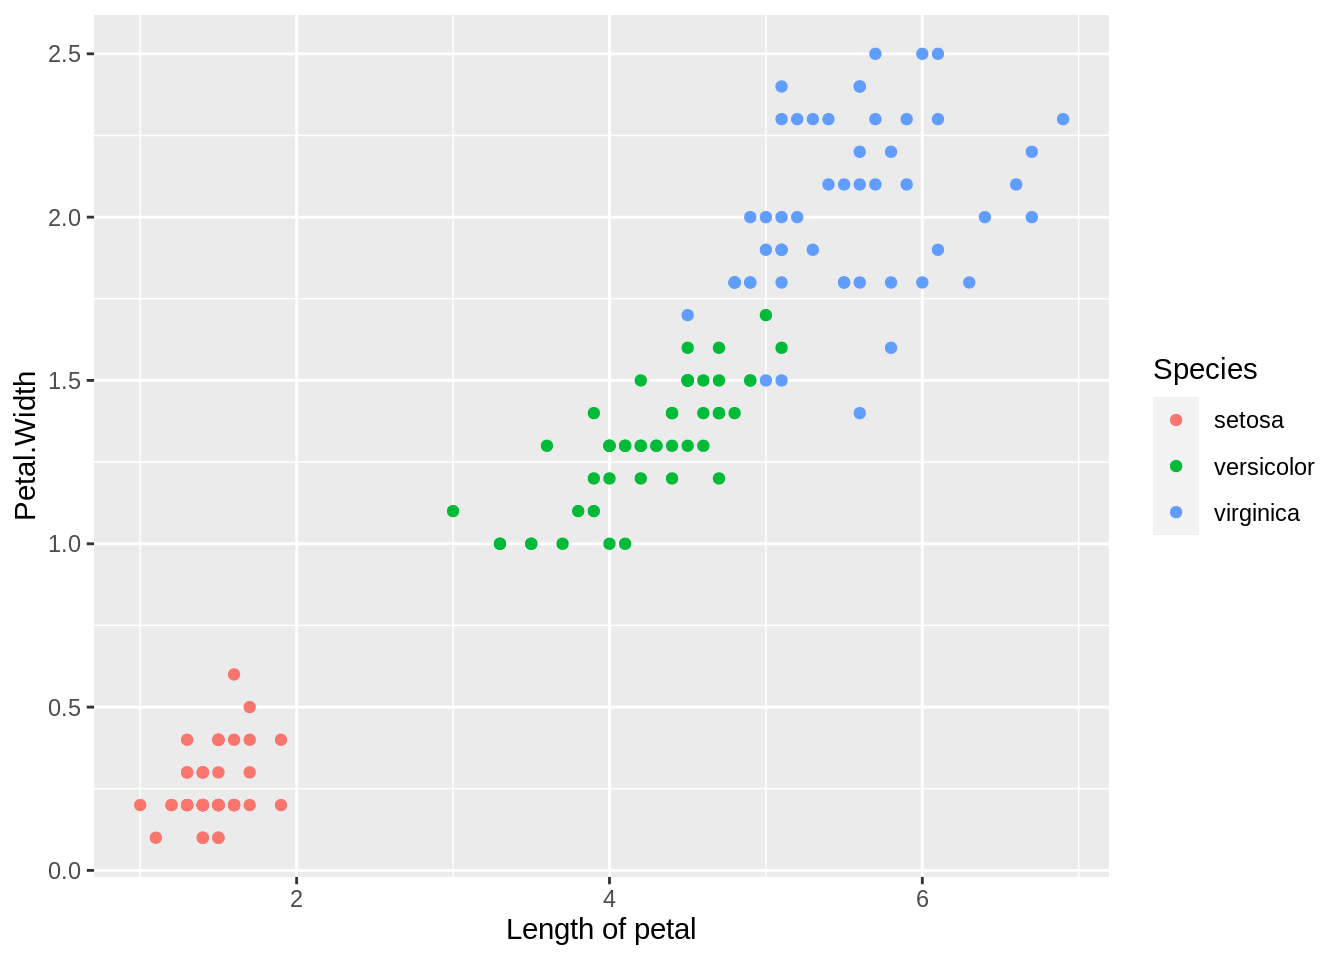 2.5
2.0
1.5
1.0
0.5
0.0
Petal.Width
2 4 6
Length of petal
Species
setosa
versicolor
virginica